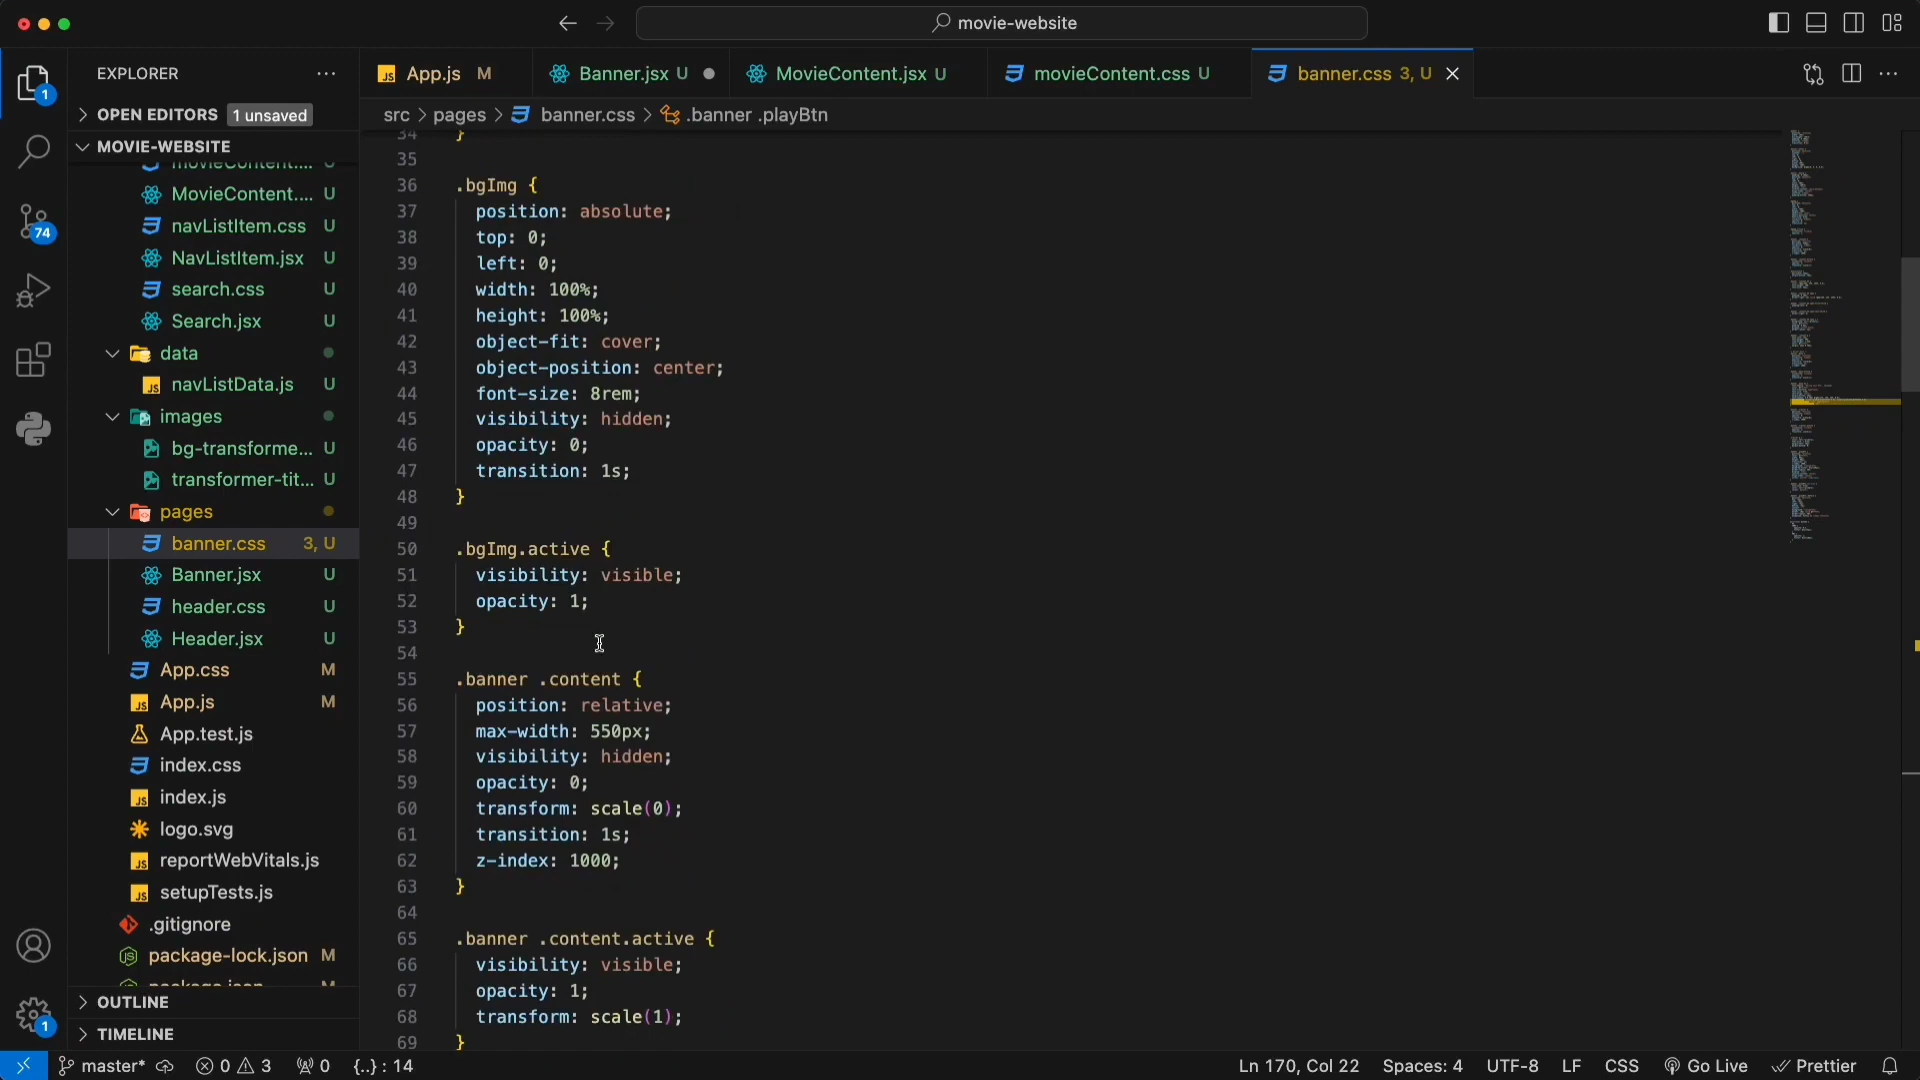 movie-website
EXPLORER
App.js M
Banner.jsx U
MovieContent.jsx U
movieContent.css U
banner.css 3, U
1
OPEN EDITORS 1 unsaved
src > pages > banner.css > .banner .playBtn
MOVIE-WEBSITE
movieContent.... U
MovieContent.... U
navListItem.css U
74
NavListItem.jsx U
search.css U
Search.jsx U
data
navListData.js U
images
bg-transforme... U
transformer-tit... U
pages
banner.css 3, U
Banner.jsx U
header.css U
Header.jsx U
App.css M
App.js M
App.test.js
index.css
index.js
logo.svg
reportWebVitals.js
setupTests.js
.gitignore
package-lock.json M
package.json M
OUTLINE
1
TIMELINE
34 }
35
36 .bgImg {
37 position: absolute;
38 top: 0;
39 left: 0;
40 width: 100%;
41 height: 100%;
42 object-fit: cover;
43 object-position: center;
44 font-size: 8rem;
45 visibility: hidden;
46 opacity: 0;
47 transition: 1s;
48 }
49
50 .bgImg.active {
51 visibility: visible;
52 opacity: 1;
53 }
54
55 .banner .content {
56 position: relative;
57 max-width: 550px;
58 visibility: hidden;
59 opacity: 0;
60 transform: scale(0);
61 transition: 1s;
62 z-index: 1000;
63 }
64
65 .banner .content.active {
66 visibility: visible;
67 opacity: 1;
68 transform: scale(1);
69 }
master* 0 3 0 {..} : 14 Ln 170, Col 22 Spaces: 4 UTF-8 LF CSS Go Live Prettier